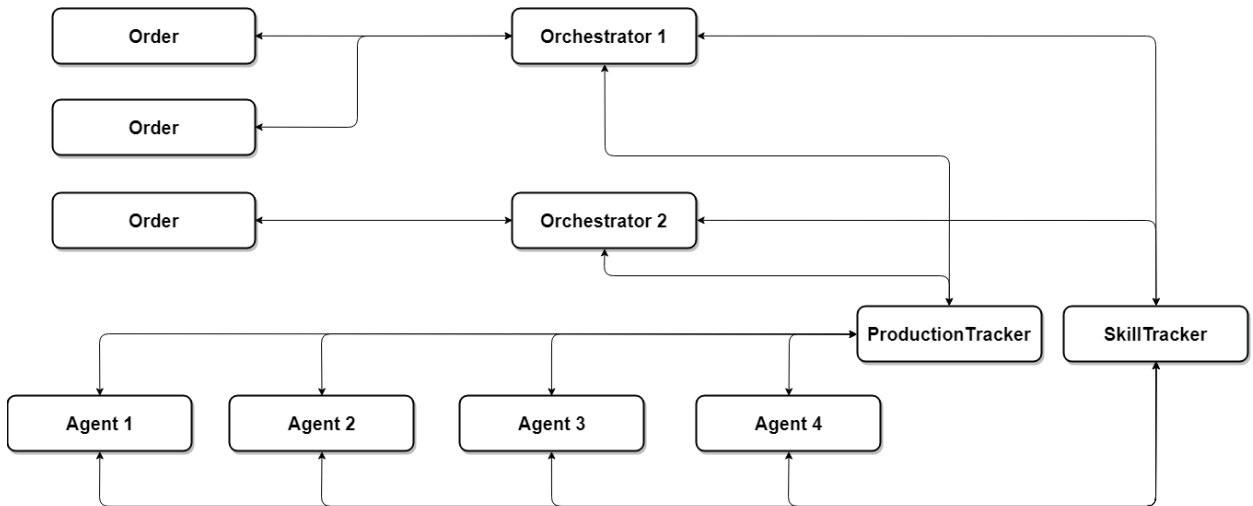 Order
Orchestrator 1
Order
Order
Orchestrator 2
ProductionTracker
SkillTracker
Agent 1
Agent 2
Agent 3
Agent 4